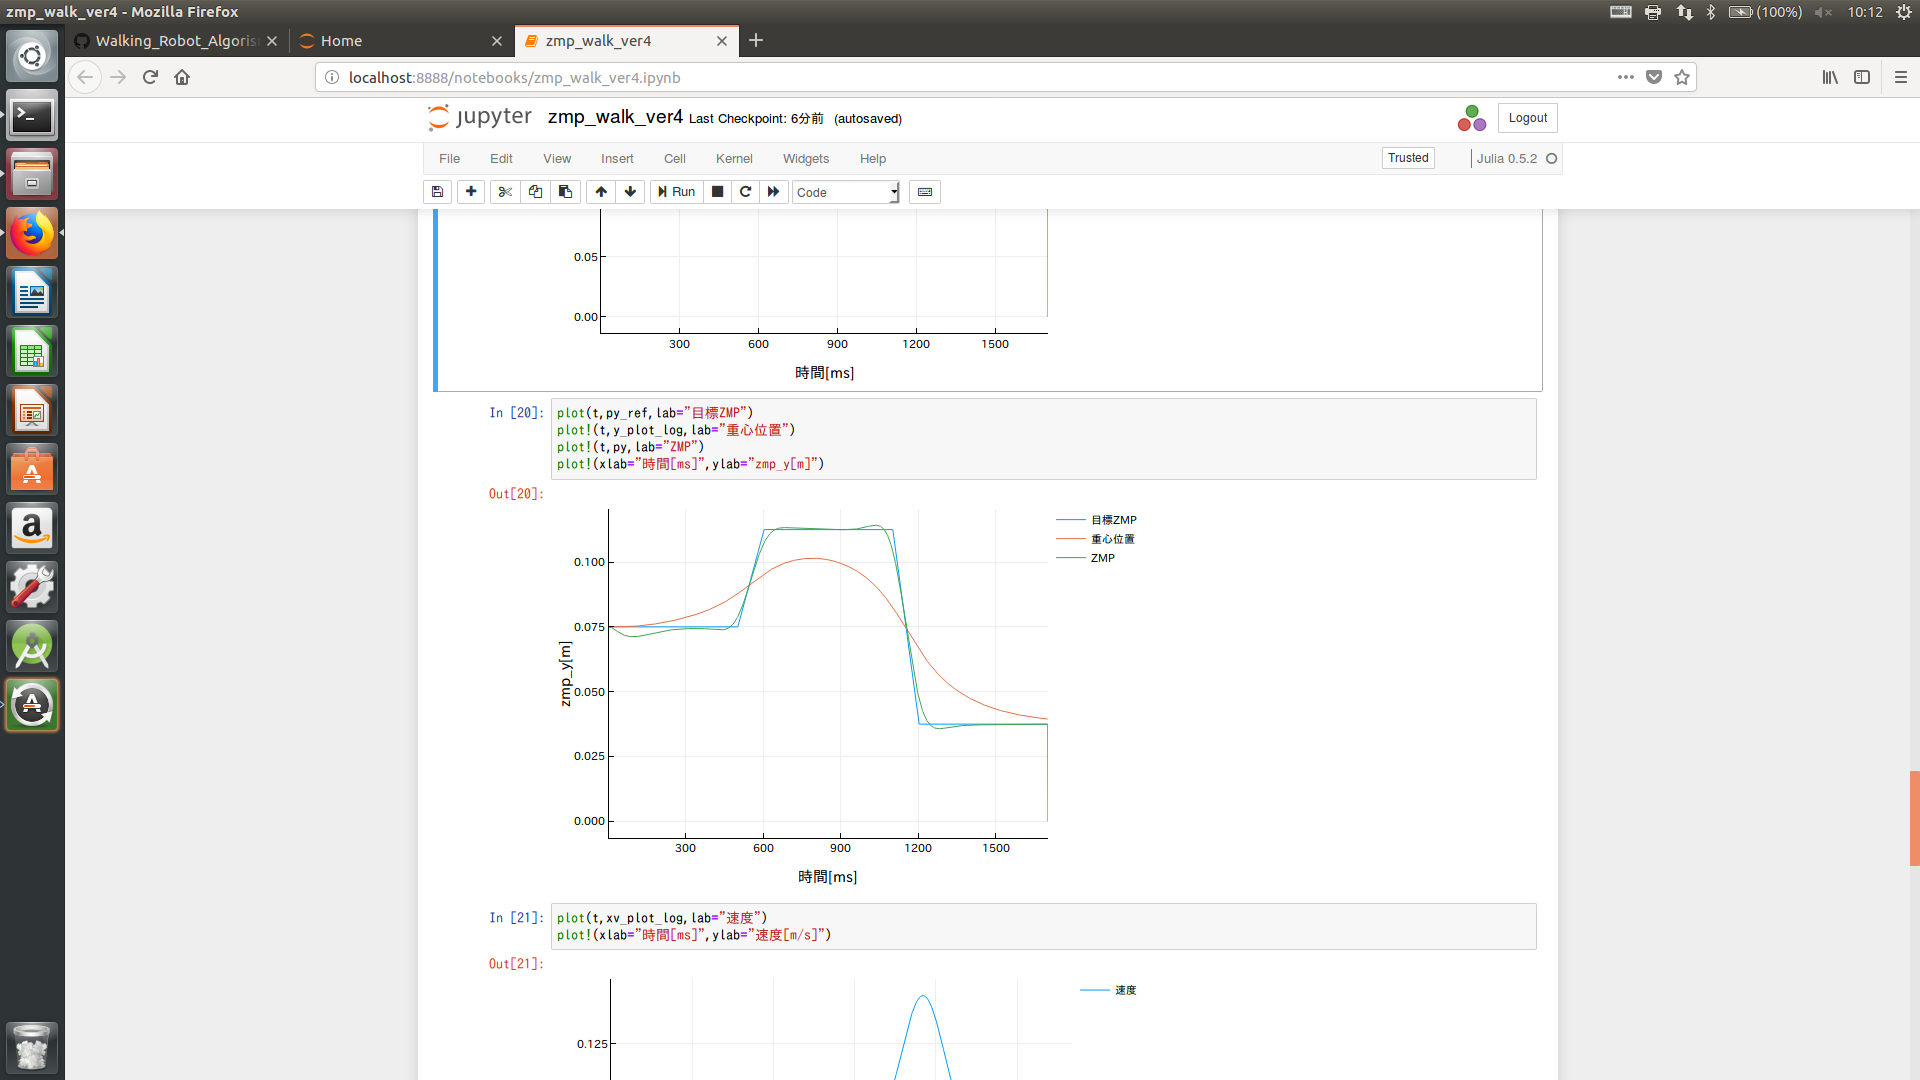 zmp_walk_ver4 - Mozilla Firefox
(100%)
10:12
Walking_Robot_Algoris
Home
zmp_walk_ver4
localhost:8888/notebooks/zmp_walk_ver4.ipynb
jupyter
zmp_walk_ver4 Last Checkpoint: 6分前 (autosaved)
Logout
File Edit View Insert Cell Kernel Widgets Help
Trusted
Julia 0.5.2
Run
Code
0.05
0.00
300 600 900 1200 1500
時間[ms]
In [20]:
plot(t,py_ref,lab="目標ZMP")
plot!(t,y_plot_log,lab="重心位置")
plot!(t,py,lab="ZMP")
plot!(xlab="時間[ms]",ylab="zmp_y[m]")
Out[20]:
目標ZMP
重心位置
ZMP
0.100
0.075
0.050
0.025
0.000
zmp_y[m]
300 600 900 1200 1500
時間[ms]
In [21]:
plot(t,xv_plot_log,lab="速度")
plot!(xlab="時間[ms]",ylab="速度[m/s]")
Out[21]:
速度
0.125